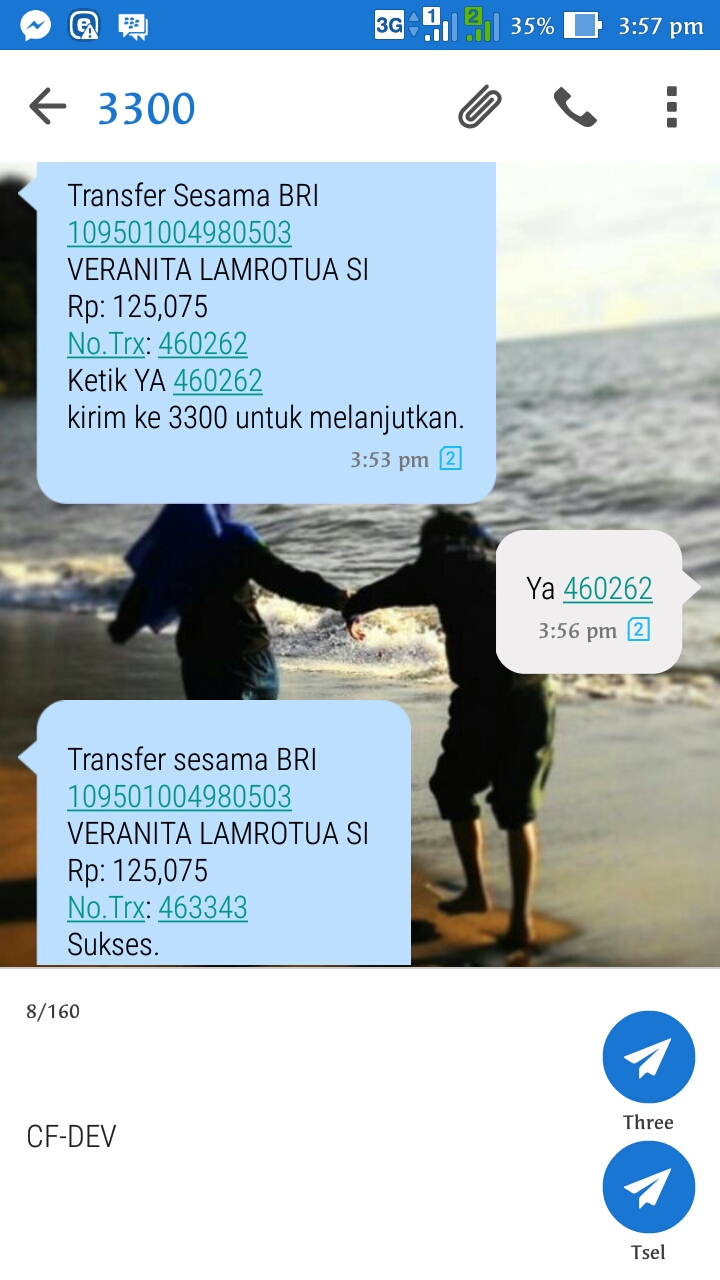 3G 1 2 35% 3:57 pm
3300
Transfer Sesama BRI
109501004980503
VERANITA LAMROTUA SI
Rp: 125,075
No.Trx: 460262
Ketik YA 460262
kirim ke 3300 untuk melanjutkan.
3:53 pm 2
Ya 460262
3:56 pm 2
Transfer sesama BRI
109501004980503
VERANITA LAMROTUA SI
Rp: 125,075
No.Trx: 463343
Sukses.
8/160
Three
CF-DEV
Tsel